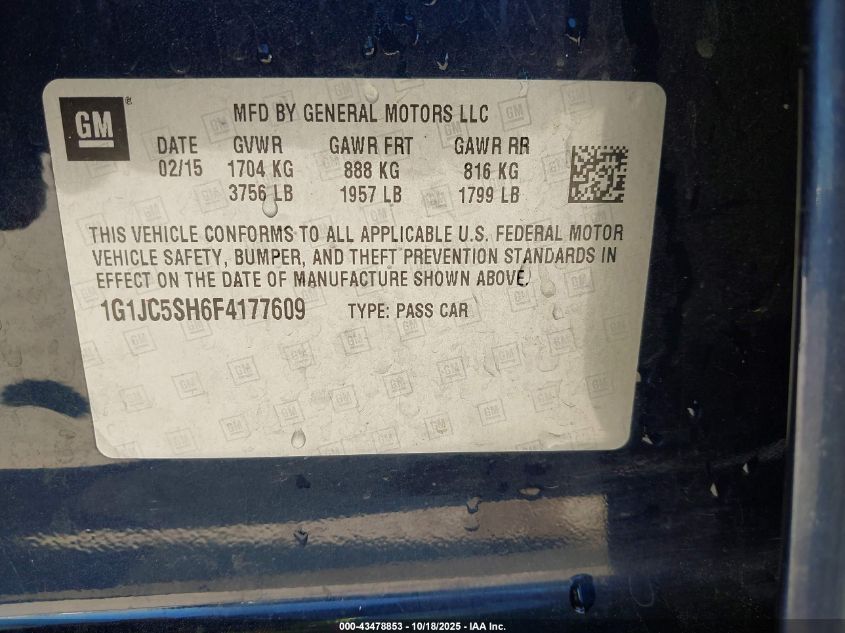 GM ®
MFD BY GENERAL MOTORS LLC
DATE GVWR GAWR FRT GAWR RR
02/15 1704 KG 888 KG 816 KG
3756 LB 1957 LB 1799 LB
THIS VEHICLE CONFORMS TO ALL APPLICABLE U.S. FEDERAL MOTOR
VEHICLE SAFETY, BUMPER, AND THEFT PREVENTION STANDARDS IN
EFFECT ON THE DATE OF MANUFACTURE SHOWN ABOVE.
1G1JC5SH6F4177609 TYPE: PASS CAR
000-43478853 - 10/18/2025 - IAA Inc.